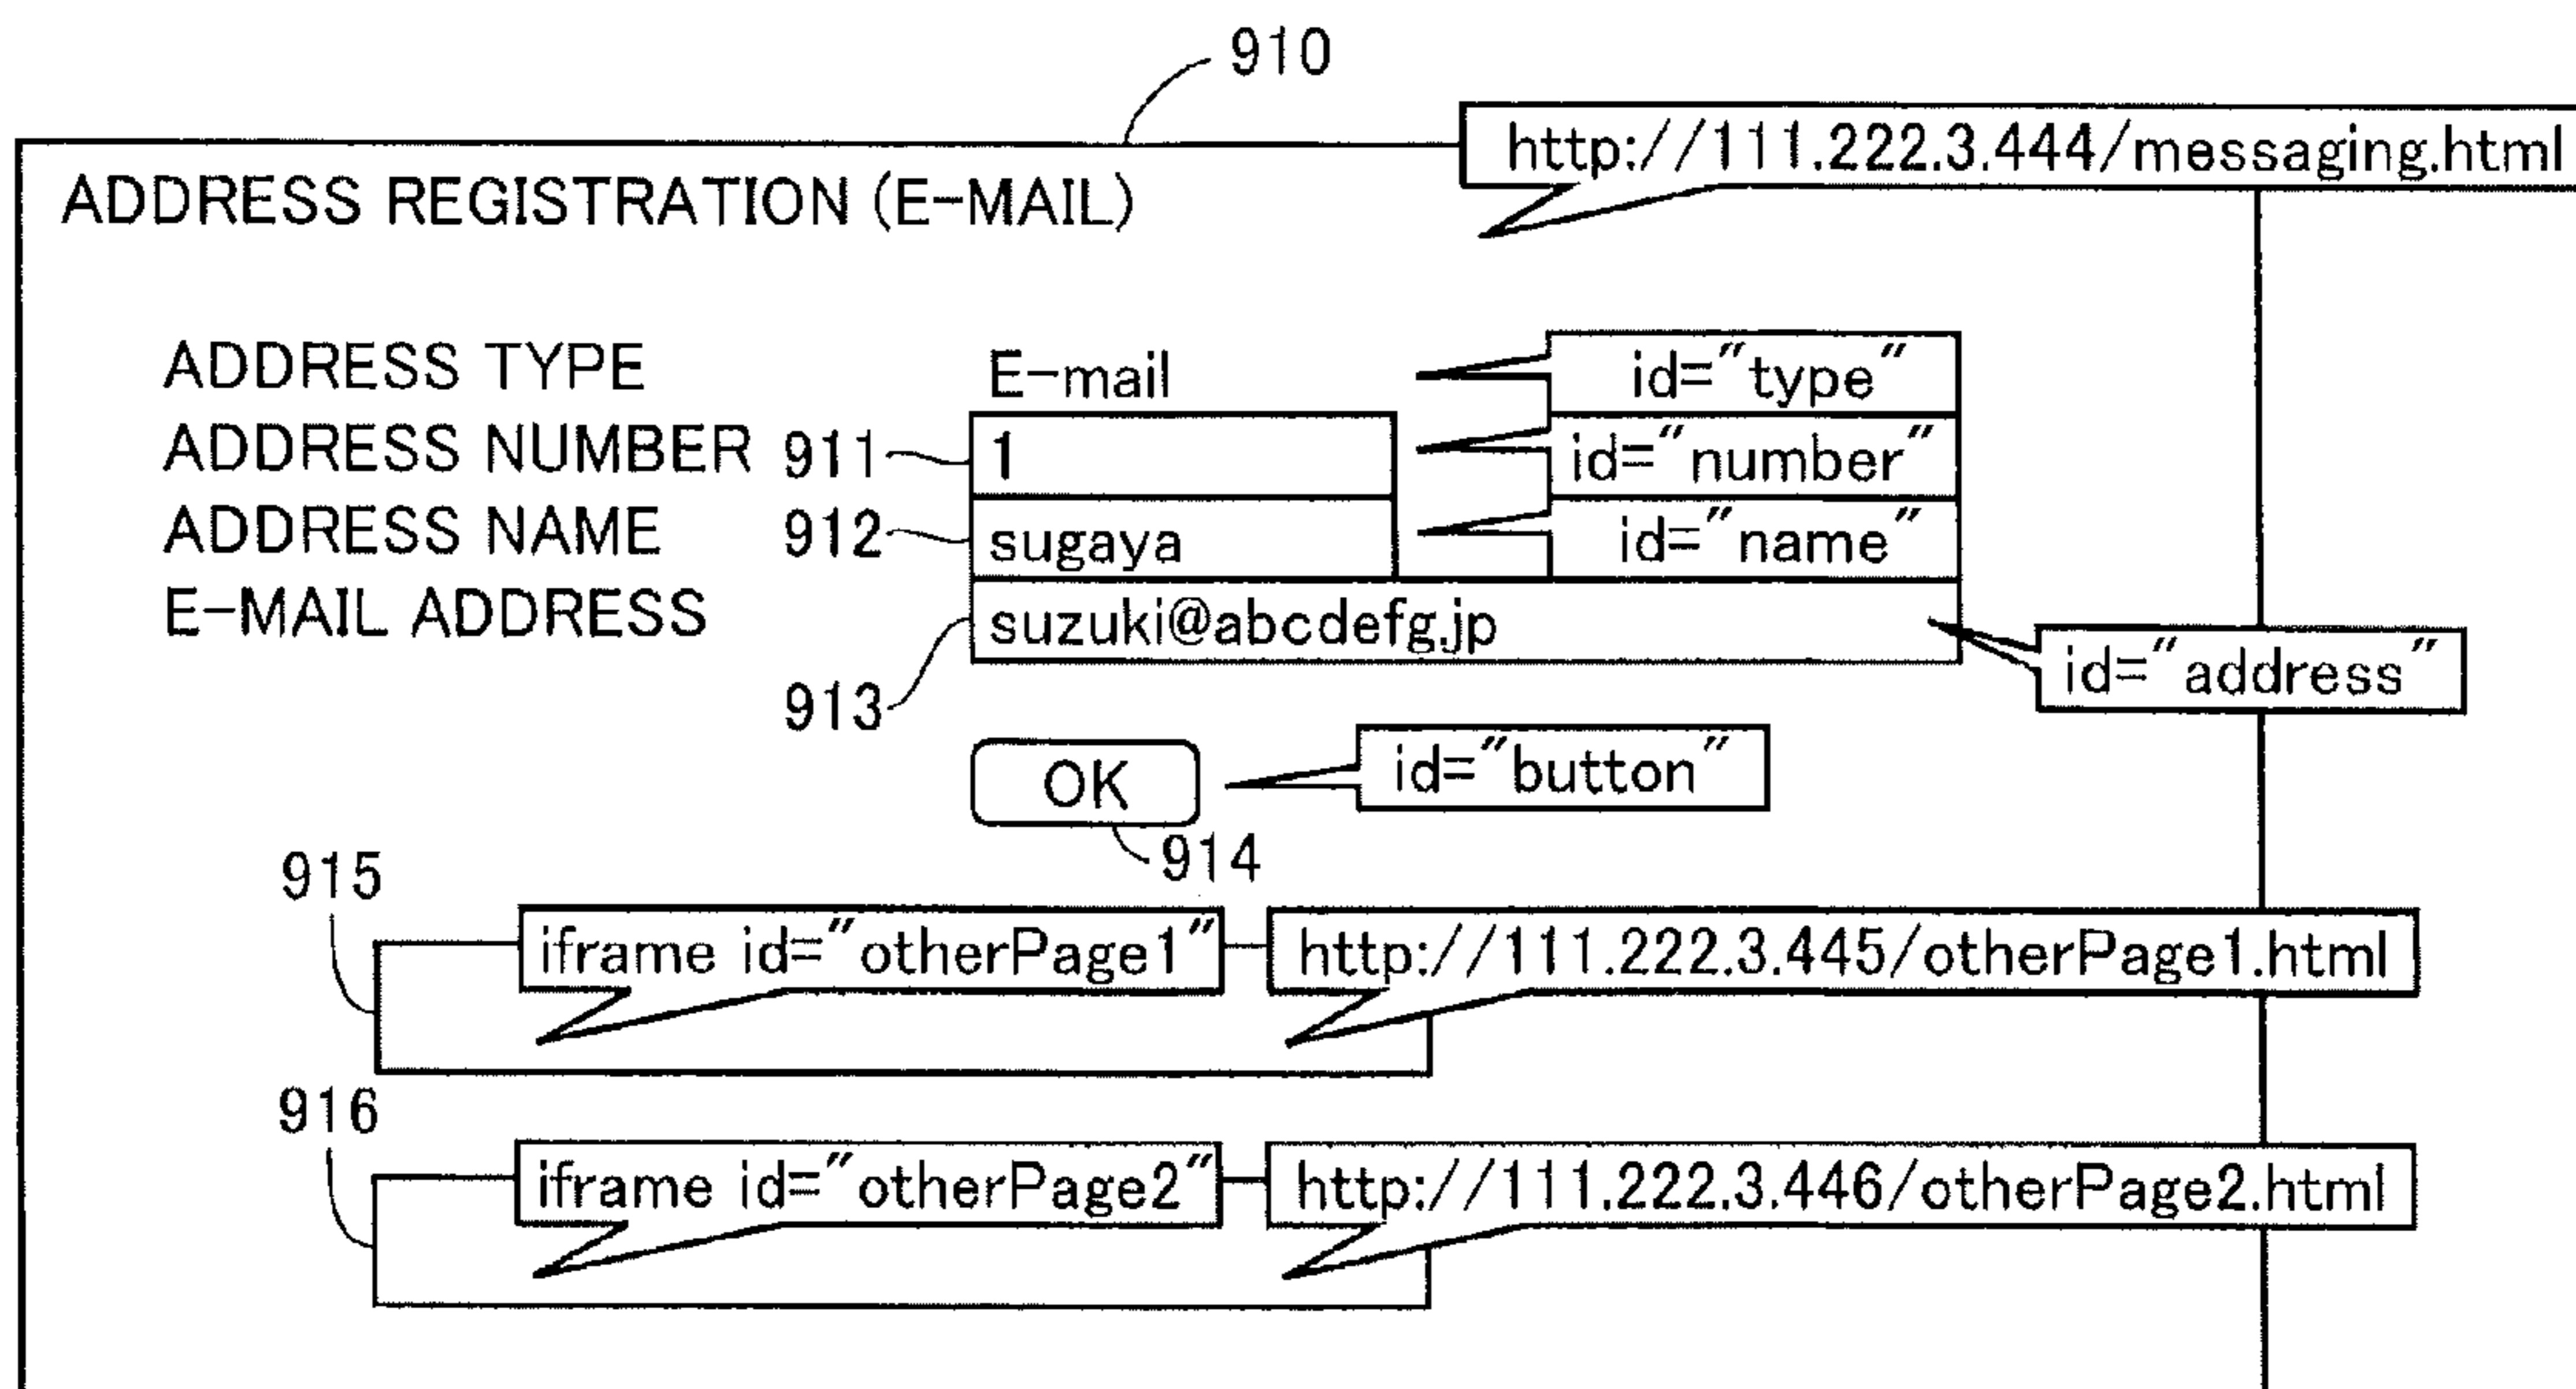 910
http://111.222.3.444/messaging.html
ADDRESS REGISTRATION (E-MAIL)
ADDRESS TYPE E-mail id="type"
ADDRESS NUMBER 911 1 id="number"
ADDRESS NAME 912 sugaya id="name"
E-MAIL ADDRESS suzuki@abcdefg.jp
id="address"
913
OK id="button"
914
915
iframe id="otherPage1" http://111.222.3.445/otherPage1.html
916
iframe id="otherPage2" http://111.222.3.446/otherPage2.html